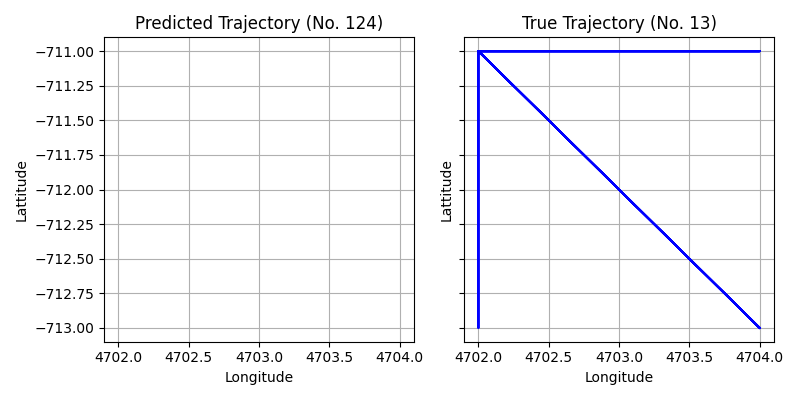 Predicted Trajectory (No. 124)
True Trajectory (No. 13)
−711.00
−711.25
−711.50
−711.75
−712.00
−712.25
−712.50
−712.75
−713.00
Lattitude
Lattitude
4702.0 4702.5 4703.0 4703.5 4704.0
4702.0 4702.5 4703.0 4703.5 4704.0
Longitude
Longitude